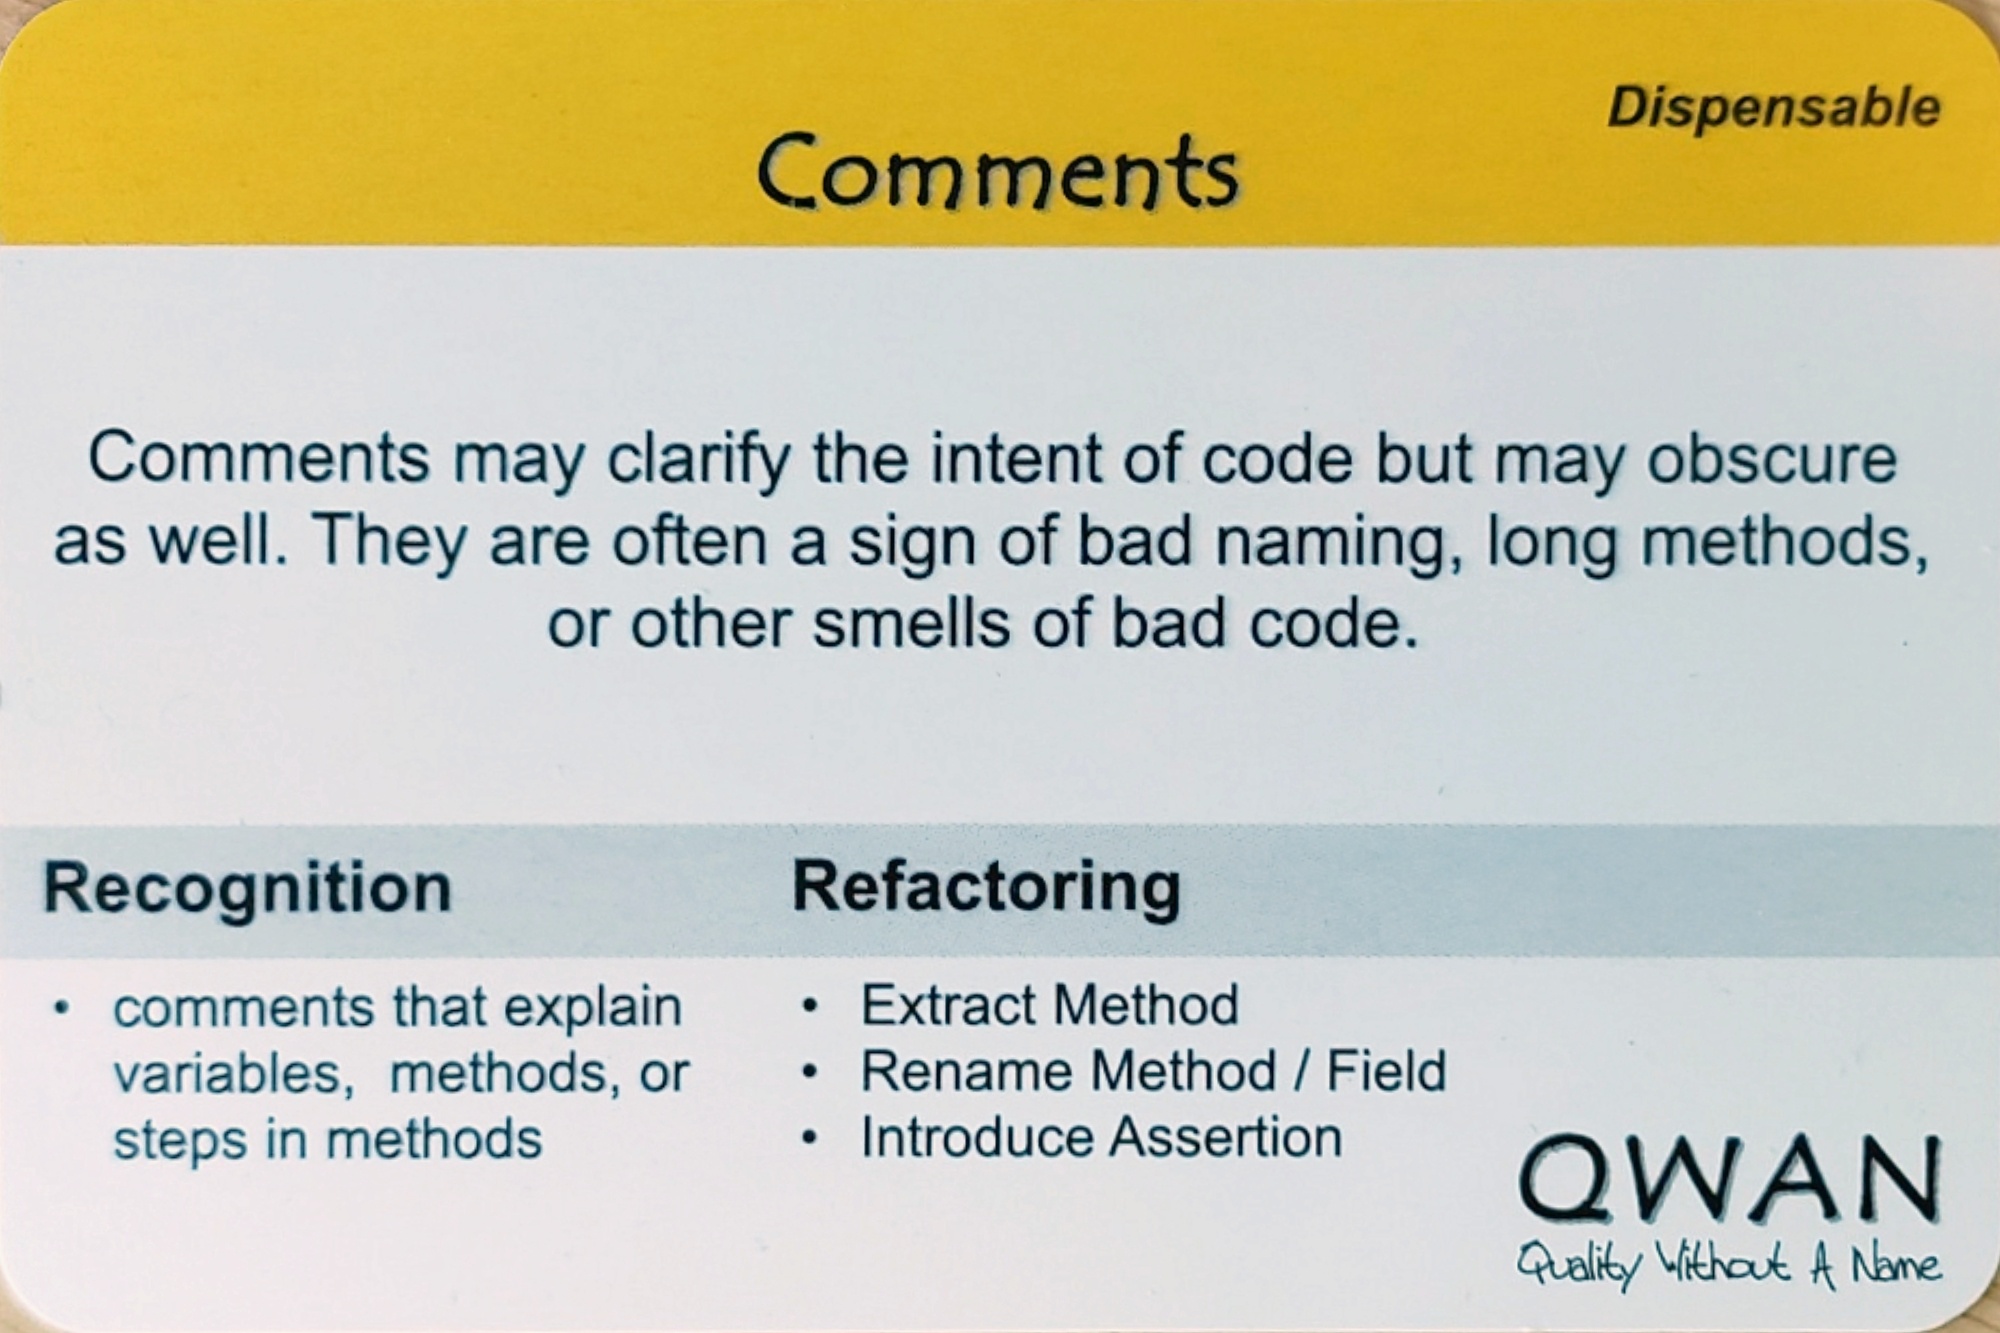 Dispensable
Comments
Comments may clarify the intent of code but may obscure
as well. They are often a sign of bad naming, long methods,
or other smells of bad code.
Recognition
• comments that explain
variables, methods, or
steps in methods
Refactoring
• Extract Method
• Rename Method / Field
• Introduce Assertion
QWAN
Quality Without A Name